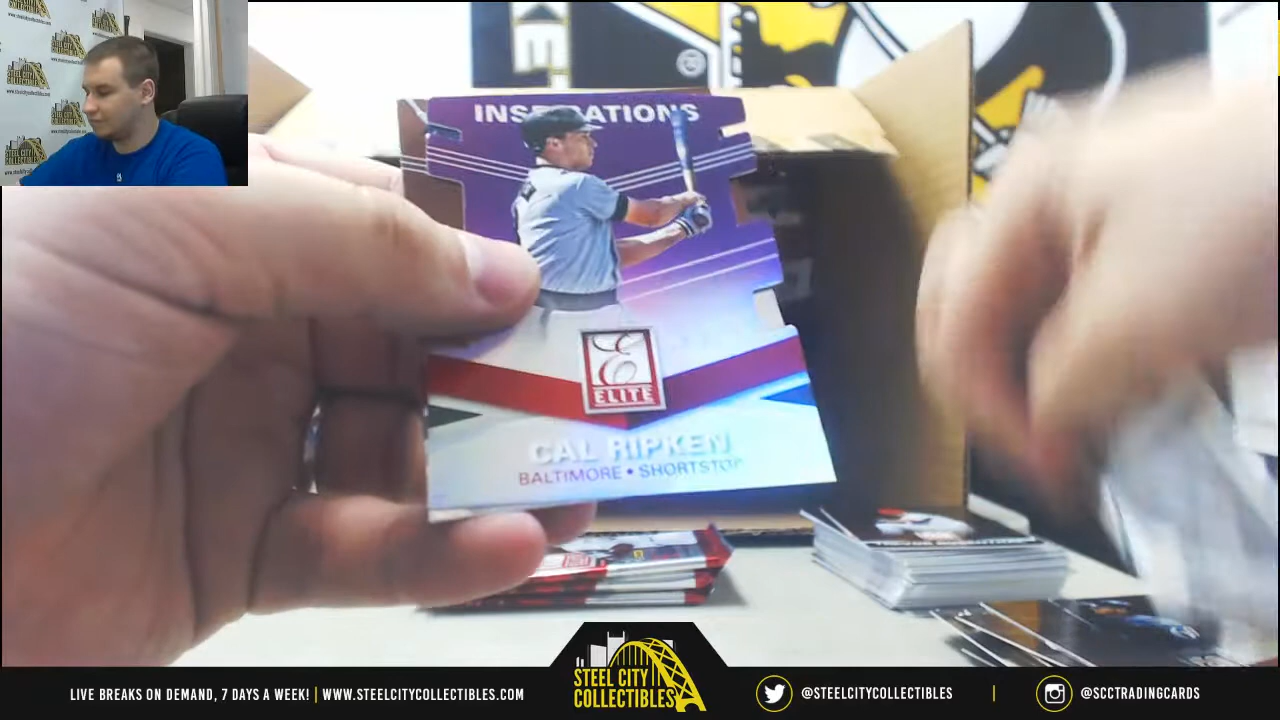 INSPIRATIONS
E
ELITE
CAL RIPKEN
BALTIMORE • SHORTSTOP
LIVE BREAKS ON DEMAND, 7 DAYS A WEEK! | WWW.STEELCITYCOLLECTIBLES.COM
STEEL CITY
COLLECTIBLES
@STEELCITYCOLLECTIBLES | @SCCTRADINGCARDS